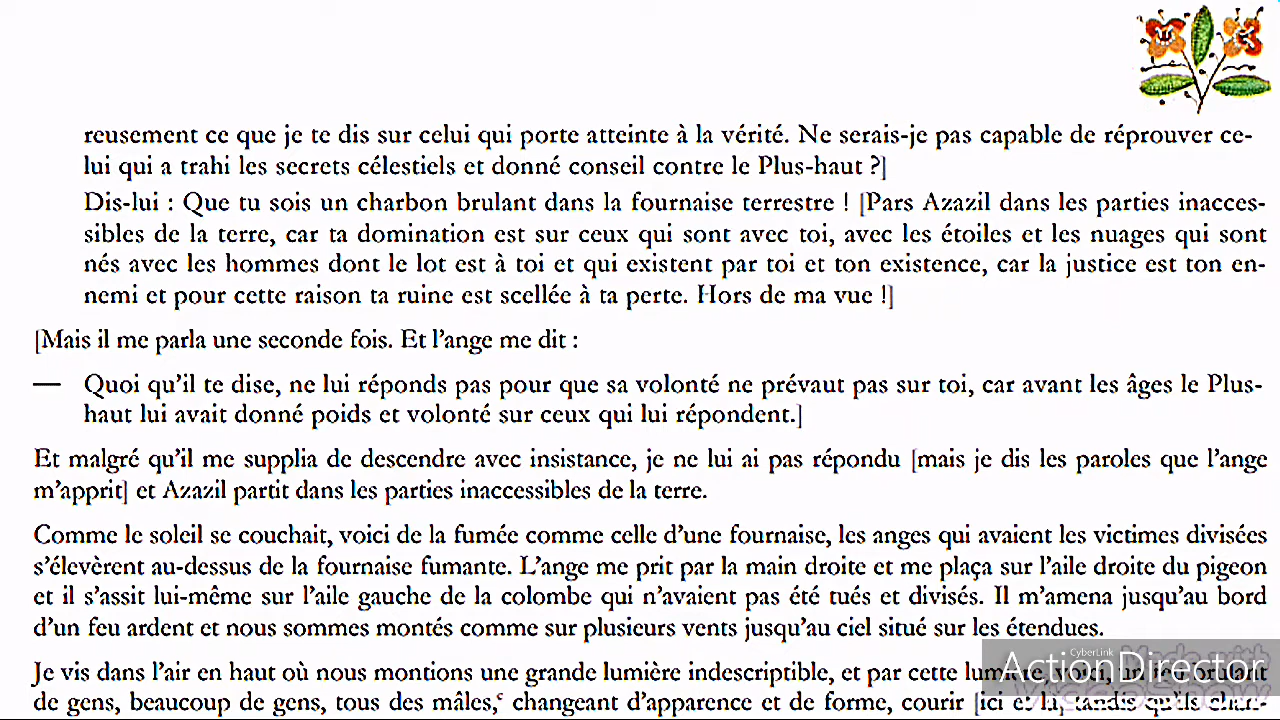 reusement ce que je te dis sur celui qui porte atteinte à la vérité. Ne serais-je pas capable de réprouver ce-
lui qui a trahi les secrets célestiels et donné conseil contre le Plus-haut ?]
Dis-lui : Que tu sois un charbon brulant dans la fournaise terrestre ! [Pars Azazil dans les parties inacces-
sibles de la terre, car ta domination est sur ceux qui sont avec toi, avec les étoiles et les nuages qui sont
nés avec les hommes dont le lot est à toi et qui existent par toi et ton existence, car la justice est ton en-
nemi et pour cette raison ta ruine est scellée à ta perte. Hors de ma vue !]
[Mais il me parla une seconde fois. Et l'ange me dit :
— Quoi qu'il te dise, ne lui réponds pas pour que sa volonté ne prévaut pas sur toi, car avant les âges le Plus-
haut lui avait donné poids et volonté sur ceux qui lui répondent.]
Et malgré qu'il me supplia de descendre avec insistance, je ne lui ai pas répondu [mais je dis les paroles que l'ange
m'apprit] et Azazil partit dans les parties inaccessibles de la terre.
Comme le soleil se couchait, voici de la fumée comme celle d'une fournaise, les anges qui avaient les victimes divisées
s'élevèrent au-dessus de la fournaise fumante. L'ange me prit par la main droite et me plaça sur l'aile droite du pigeon
et il s'assit lui-même sur l'aile gauche de la colombe qui n'avaient pas été tués et divisés. Il m'amena jusqu'au bord
d'un feu ardent et nous sommes montés comme sur plusieurs vents jusqu'au ciel situé sur les étendues.
Je vis dans l'air en haut où nous montions une grande lumière indescriptible, et par cette lumière, voici, un feu brulant
de gens, beaucoup de gens, tous des mâles, changeant d'apparence et de forme, courir [ici et là, tandis qu'ils chan-
CyberLink
Action Director
Made with